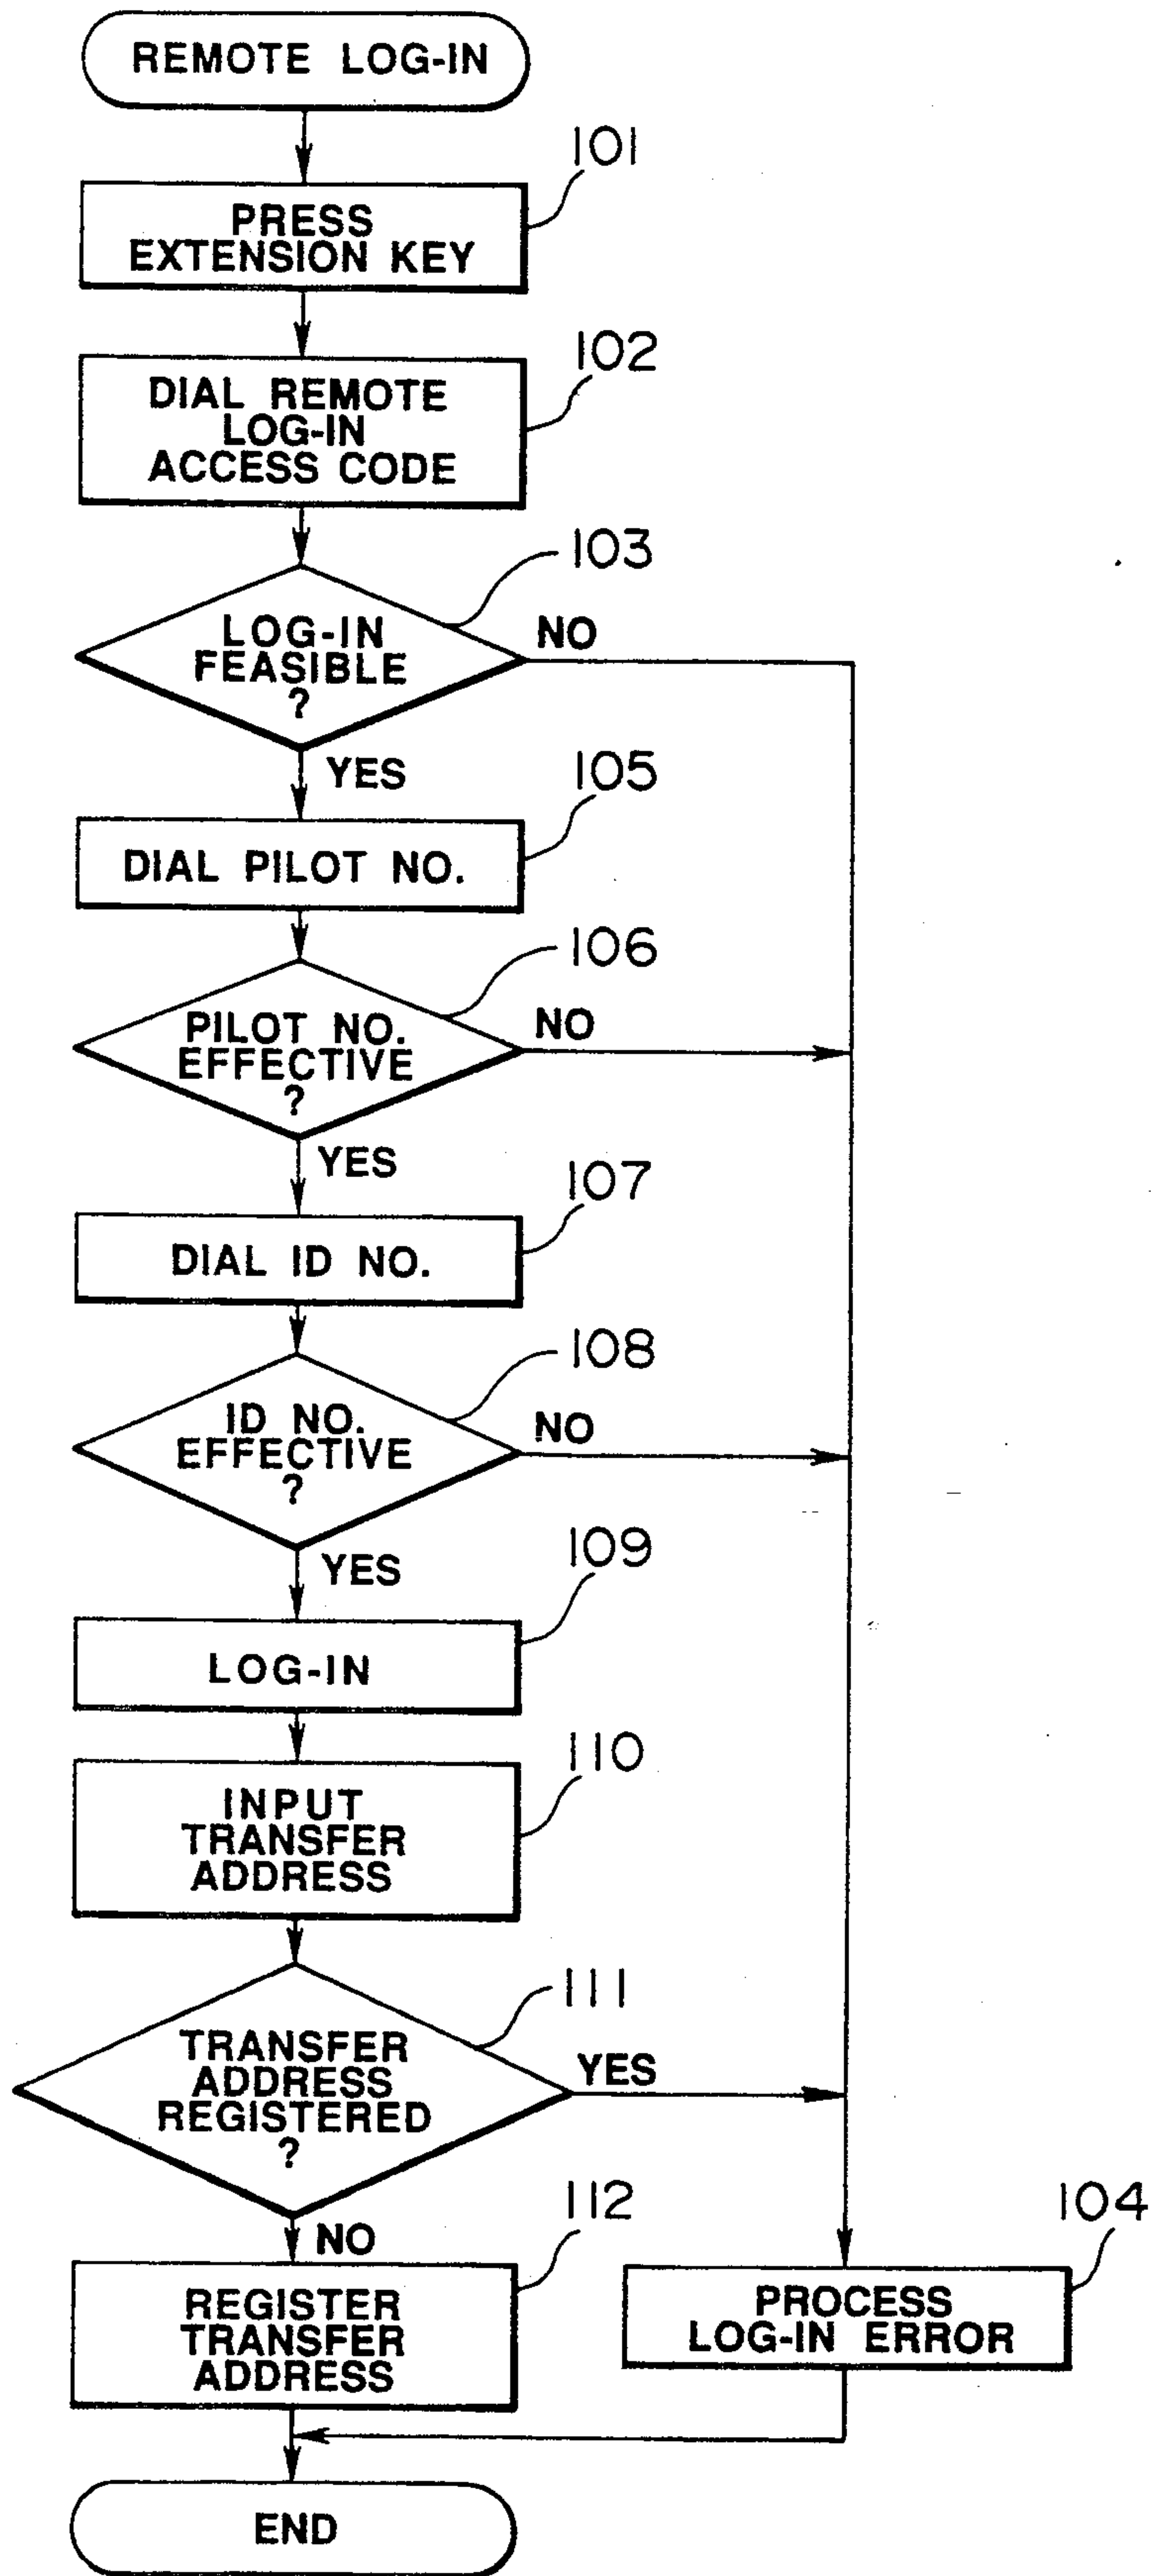 REMOTE LOG-IN
101
PRESS
EXTENSION KEY
102
DIAL REMOTE
LOG-IN
ACCESS CODE
103
LOG-IN
FEASIBLE
?
NO
YES
105
DIAL PILOT NO.
106
PILOT NO.
EFFECTIVE
?
NO
YES
107
DIAL ID NO.
108
ID NO.
EFFECTIVE
?
NO
YES
109
LOG-IN
110
INPUT
TRANSFER
ADDRESS
111
TRANSFER
ADDRESS
REGISTERED
?
YES
NO
112
REGISTER
TRANSFER
ADDRESS
104
PROCESS
LOG-IN ERROR
END